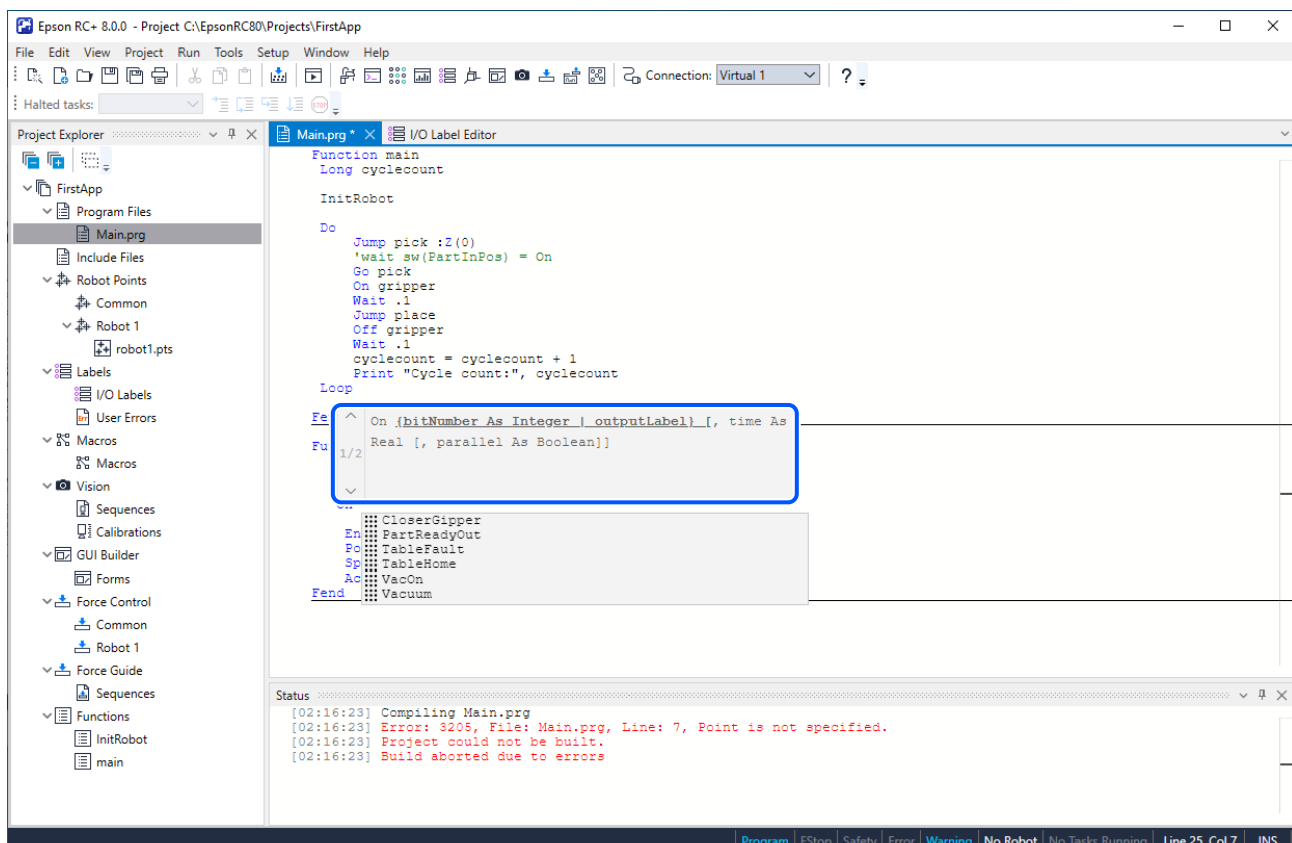 Epson RC+ 8.0.0 - Project C:\EpsonRC80\Projects\FirstApp
File Edit View Project Run Tools Setup Window Help
Connection: Virtual 1 ?
Halted tasks: STOP
Project Explorer
Main.prg *
I/O Label Editor
FirstApp
Program Files
Main.prg
Include Files
Robot Points
Common
Robot 1
robot1.pts
Labels
I/O Labels
User Errors
Err
Macros
Macros
Vision
Sequences
Calibrations
GUI Builder
Forms
Force Control
Common
Robot 1
Force Guide
Sequences
Functions
InitRobot
main
Function main
Long cyclecount
InitRobot
Do
Jump pick :Z(0)
'wait sw(PartInPos) = On
Go pick
On gripper
Wait .1
Jump place
Off gripper
Wait .1
cyclecount = cyclecount + 1
Print "Cycle count:", cyclecount
Loop
Fe
Fu
1/2
On {bitNumber As Integer | outputLabel} [, time As
Real [, parallel As Boolean]]
On
CloserGipper
En PartReadyOut
Po TableFault
Sp TableHome
Ac VacOn
Fend Vacuum
Status
[02:16:23] Compiling Main.prg
[02:16:23] Error: 3205, File: Main.prg, Line: 7, Point is not specified.
[02:16:23] Project could not be built.
[02:16:23] Build aborted due to errors
Program EStop Safety Error Warning No Robot No Tasks Running Line 25, Col 7 INS